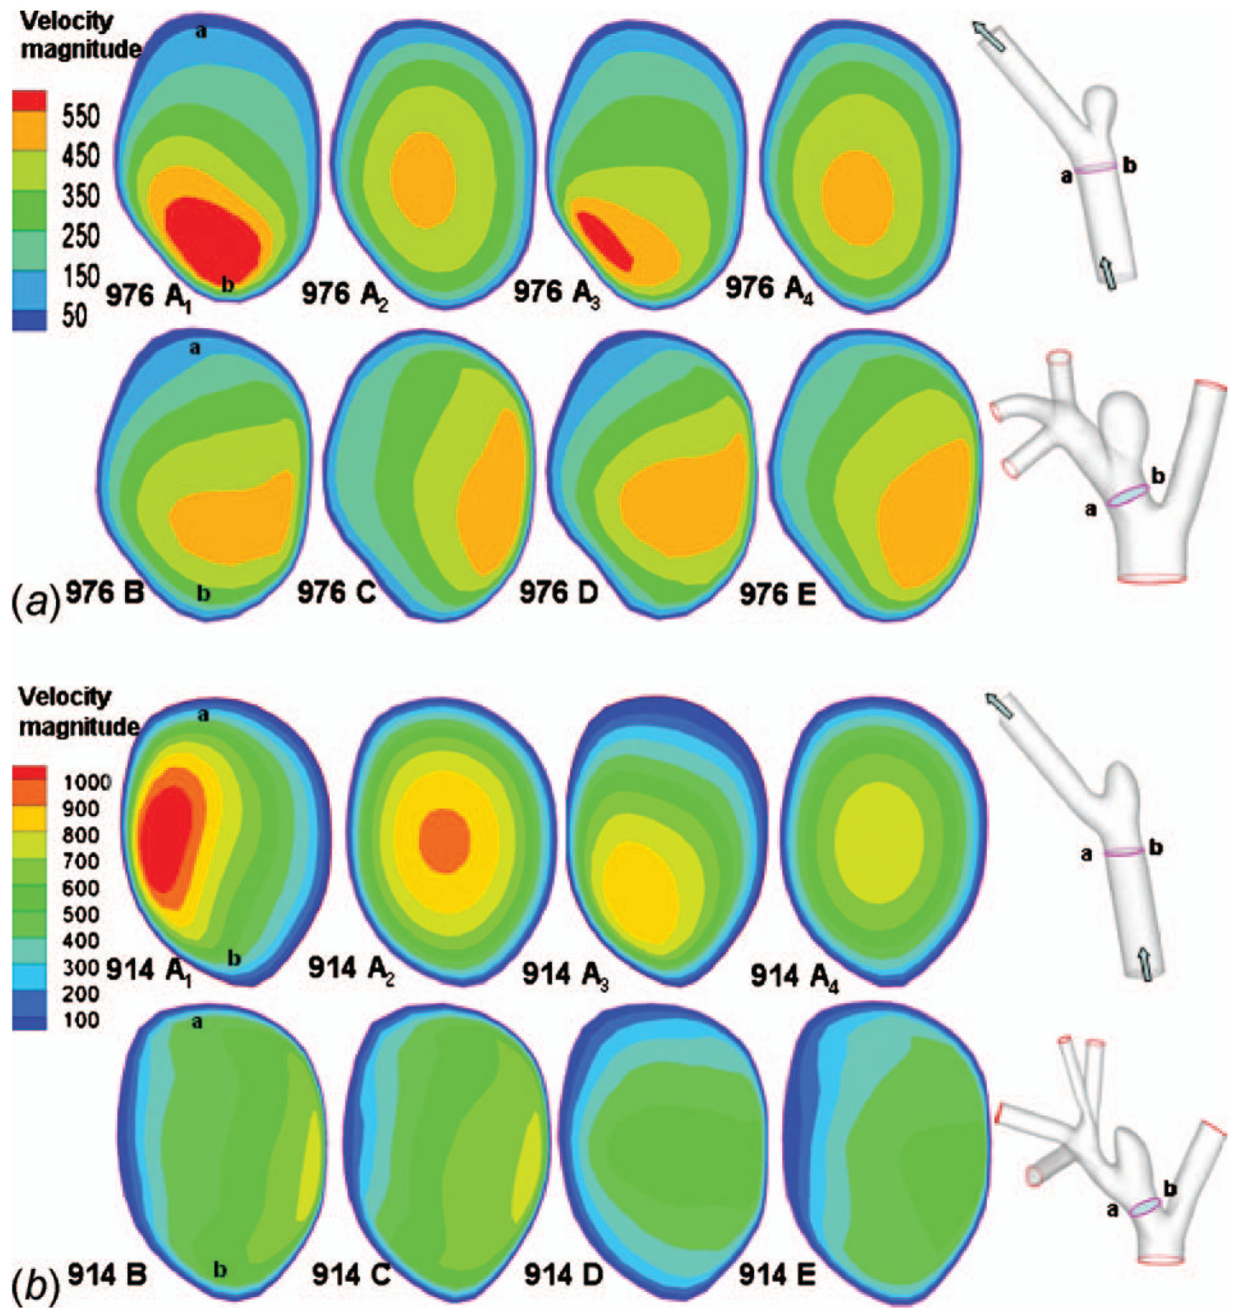 Velocity
magnitude
550
450
350
250
150
50
a
b
976 A1
976 A2
976 A3
976 A4
a
b
a
b
976 B
976 C
976 D
976 E
a
b
(a)
Velocity
magnitude
1000
900
800
700
600
500
400
300
200
100
a
b
914 A1
914 A2
914 A3
914 A4
a
b
a
b
914 B
914 C
914 D
914 E
a
b
(b)